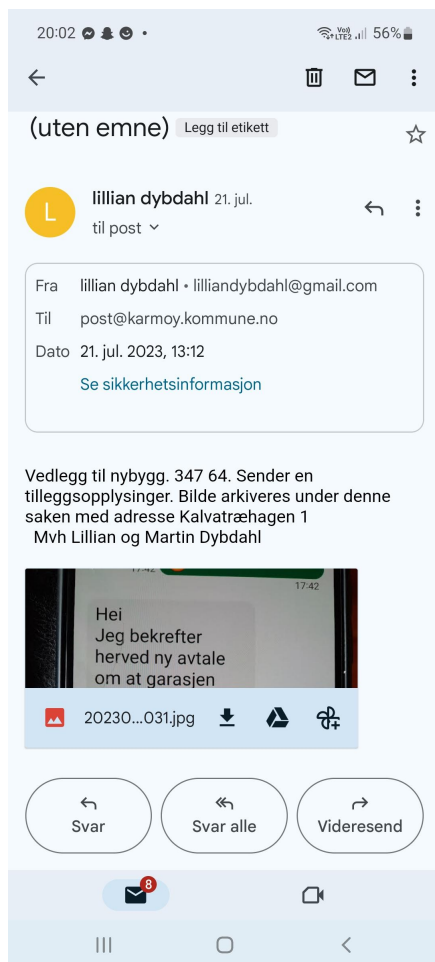 20:02
Vo)) LTE2 56%
(uten emne) Legg til etikett
L
lillian dybdahl 21. jul.
til post
Fra lillian dybdahl • lilliandybdahl@gmail.com
Til post@karmoy.kommune.no
Dato 21. jul. 2023, 13:12
Se sikkerhetsinformasjon
Vedlegg til nybygg. 347 64. Sender en
tilleggsopplysinger. Bilde arkiveres under denne
saken med adresse Kalvatræhagen 1
Mvh Lillian og Martin Dybdahl
17:42
17:42
Hei
Jeg bekrefter
herved ny avtale
om at garasjen
20230...031.jpg
Svar
Svar alle
Videresend
8